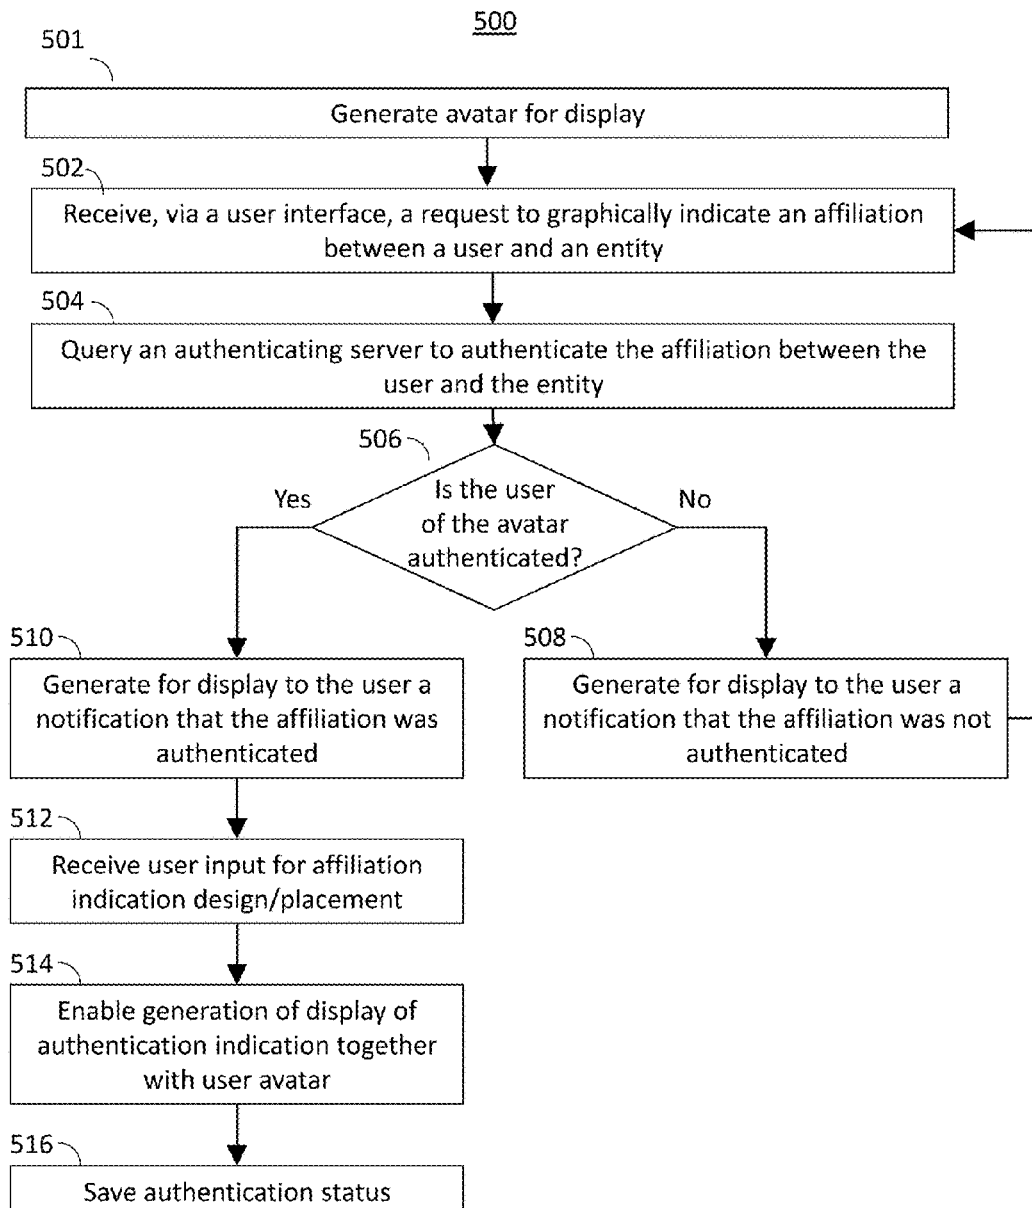 500
501
Generate avatar for display
502
Receive, via a user interface, a request to graphically indicate an affiliation
between a user and an entity
504
Query an authenticating server to authenticate the affiliation between the
user and the entity
506
Yes
Is the user
of the avatar
authenticated?
No
510
Generate for display to the user a
notification that the affiliation was
authenticated
508
Generate for display to the user a
notification that the affiliation was not
authenticated
512
Receive user input for affiliation
indication design/placement
514
Enable generation of display of
authentication indication together
with user avatar
516
Save authentication status